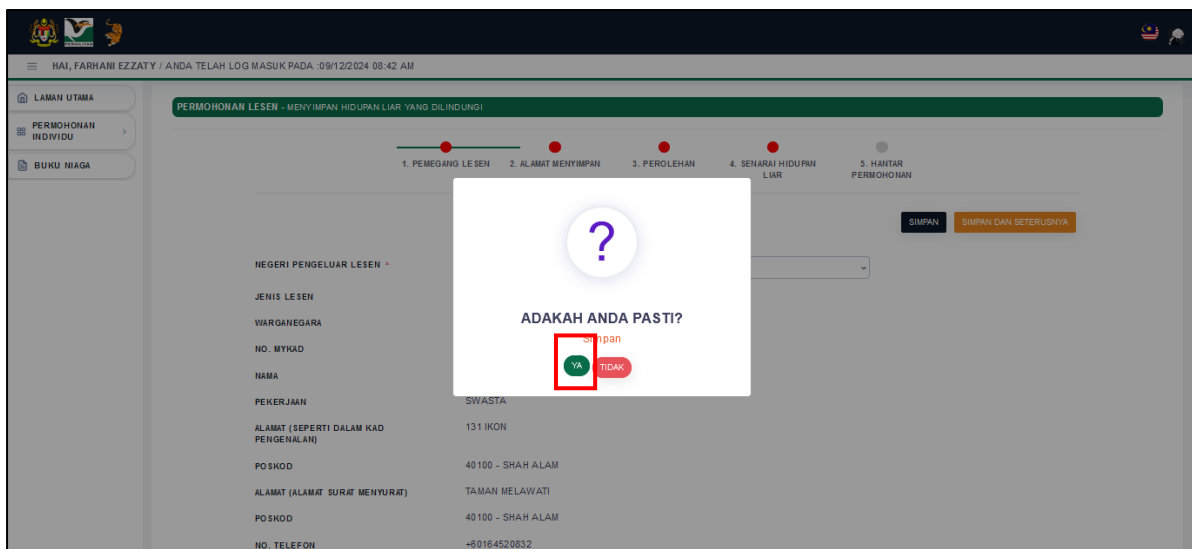 PERHILITAN
HAI, FARHANI EZZATY / ANDA TELAH LOG MASUK PADA :09/12/2024 08:42 AM
LAMAN UTAMA
PERMOHONAN
INDIVIDU
BUKU NIAGA
PERMOHONAN LESEN - MENYIMPAN HIDUPAN LIAR YANG DILINDUNGI
1. PEMEGANG LESEN 2. ALAMAT MENYIMPAN 3. PEROLEHAN 4. SENARAI HIDUPAN 5. HANTAR
LIAR PERMOHONAN
SIMPAN SIMPAN DAN SETERUSNYA
?
NEGERI PENGELUAR LESEN *
JENIS LESEN
WARGANEGARA
NO. MYKAD
NAMA
ADAKAH ANDA PASTI?
Simpan
YA TIDAK
PEKERJAAN SWASTA
ALAMAT (SEPERTI DALAM KAD 131 IKON
PENGENALAN)
POSKOD 40100 - SHAH ALAM
ALAMAT (ALAMAT SURAT MENYURAT) TAMAN MELAWATI
POSKOD 40100 - SHAH ALAM
NO. TELEFON +60164520832